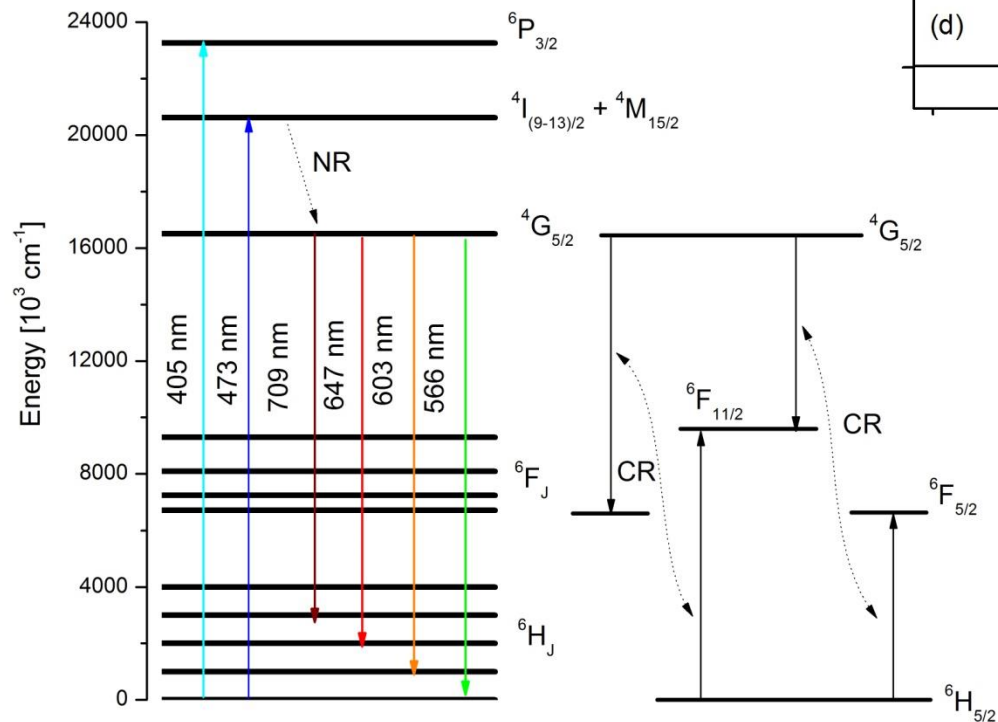 24000
20000
16000
12000
8000
4000
0
Energy [10³ cm⁻¹]
⁶P₃/₂
⁴I₍₉₋₁₃₎/₂ + ⁴M₁₅/₂
NR
⁴G₅/₂
405 nm
473 nm
709 nm
647 nm
603 nm
566 nm
⁶F_J
⁶H_J
(d)
⁴G₅/₂
⁶F₁₁/₂
CR
CR
⁶F₅/₂
⁶H₅/₂